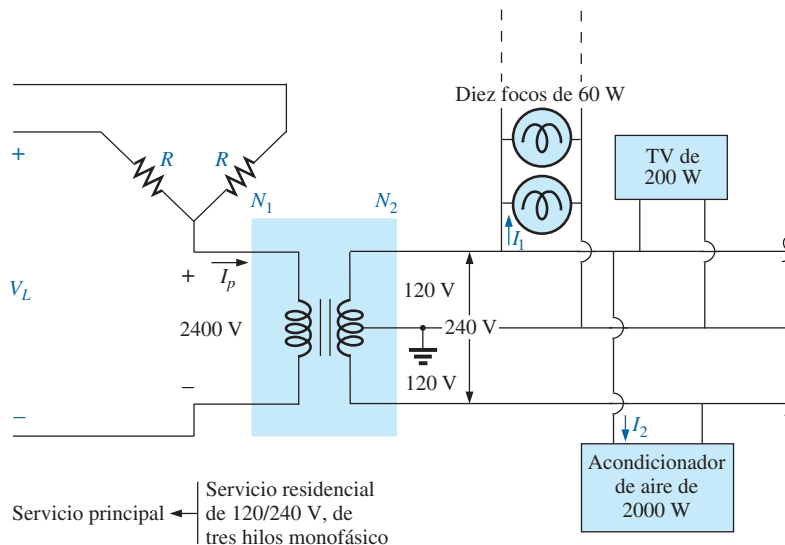 Diez focos de 60 W
+
R
R
TV de
200 W
N1
N2
I1
+
Ip
120 V
VL
2400 V
240 V
120 V
−
−
I2
Servicio principal
Servicio residencial
de 120/240 V, de
tres hilos monofásico
Acondicionador
de aire de
2000 W